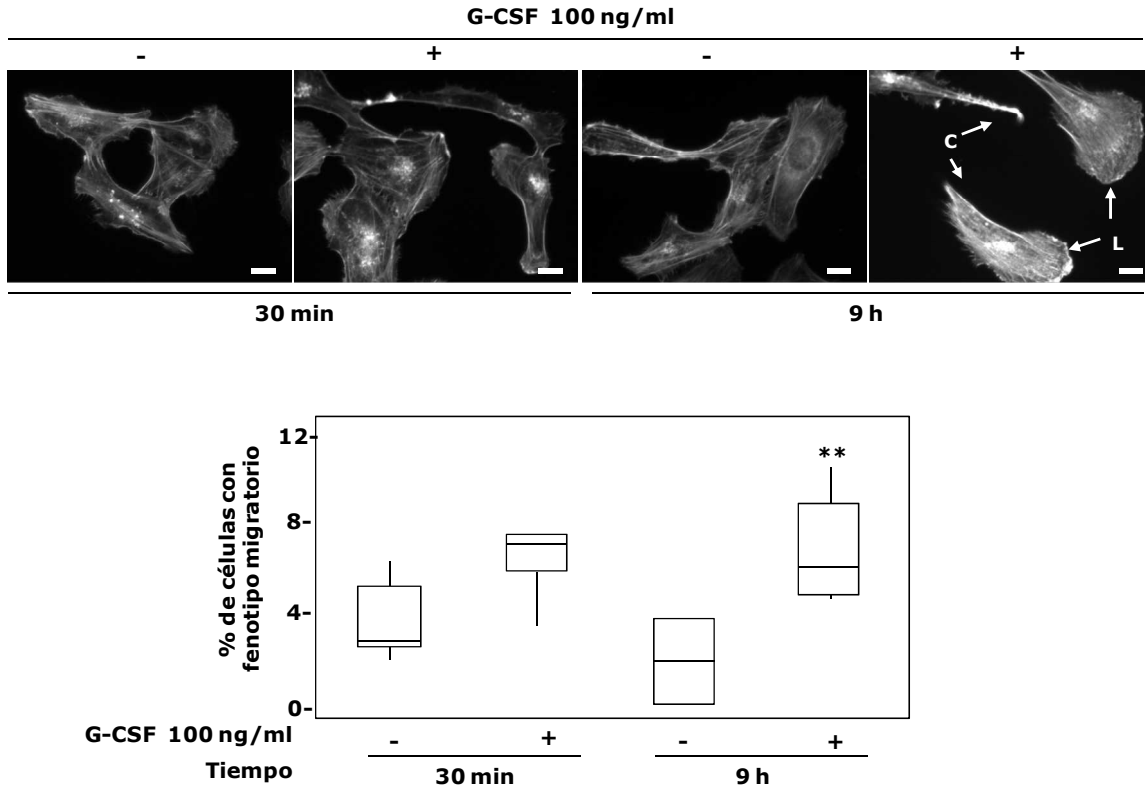 G-CSF 100 ng/ml
- + - +
C
L
30 min 9 h
12-
8-
4-
0-
% de células con
fenotipo migratorio
**
G-CSF 100 ng/ml - + - +
Tiempo 30 min 9 h